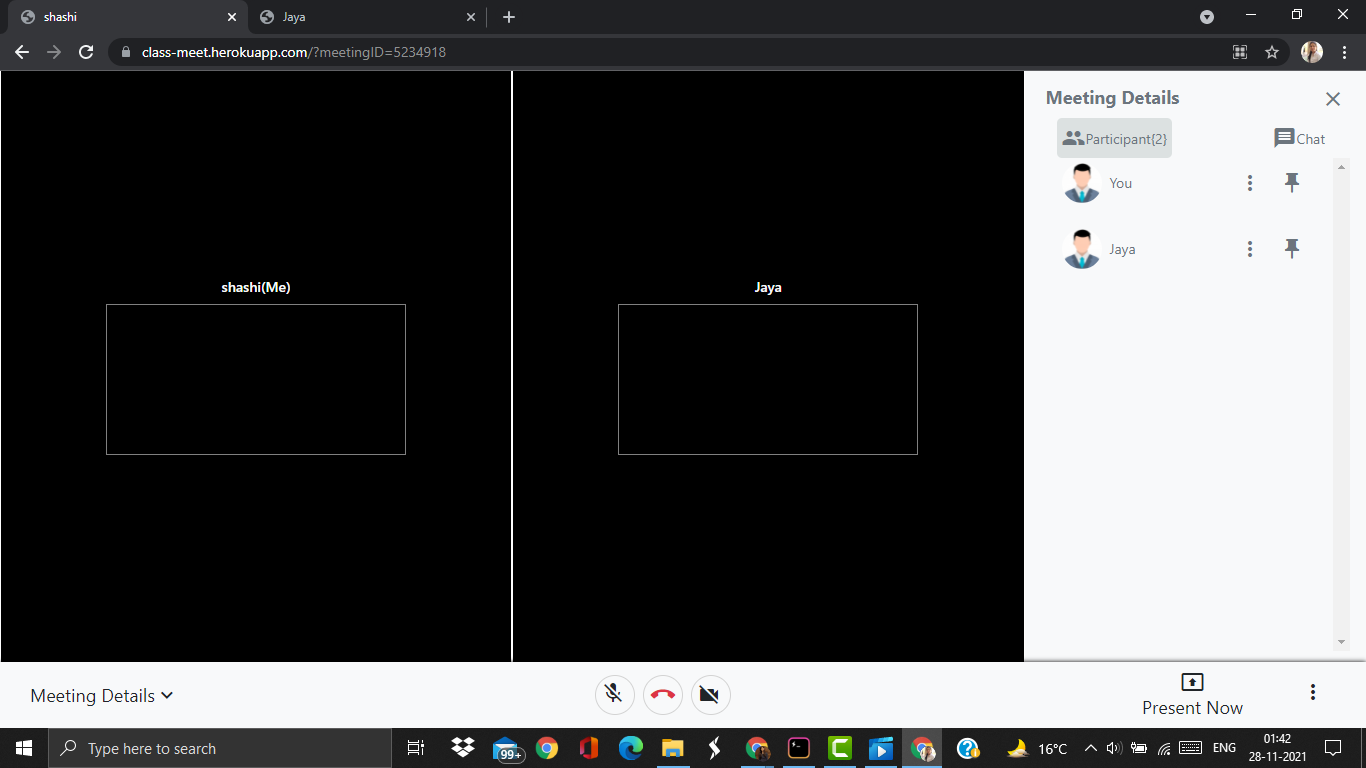 shashi
Jaya
class-meet.herokuapp.com/?meetingID=5234918
shashi(Me)
Jaya
Meeting Details
Participant{2}
Chat
You
Jaya
Meeting Details
Present Now
Type here to search
99+
16°C
ENG
01:42
28-11-2021